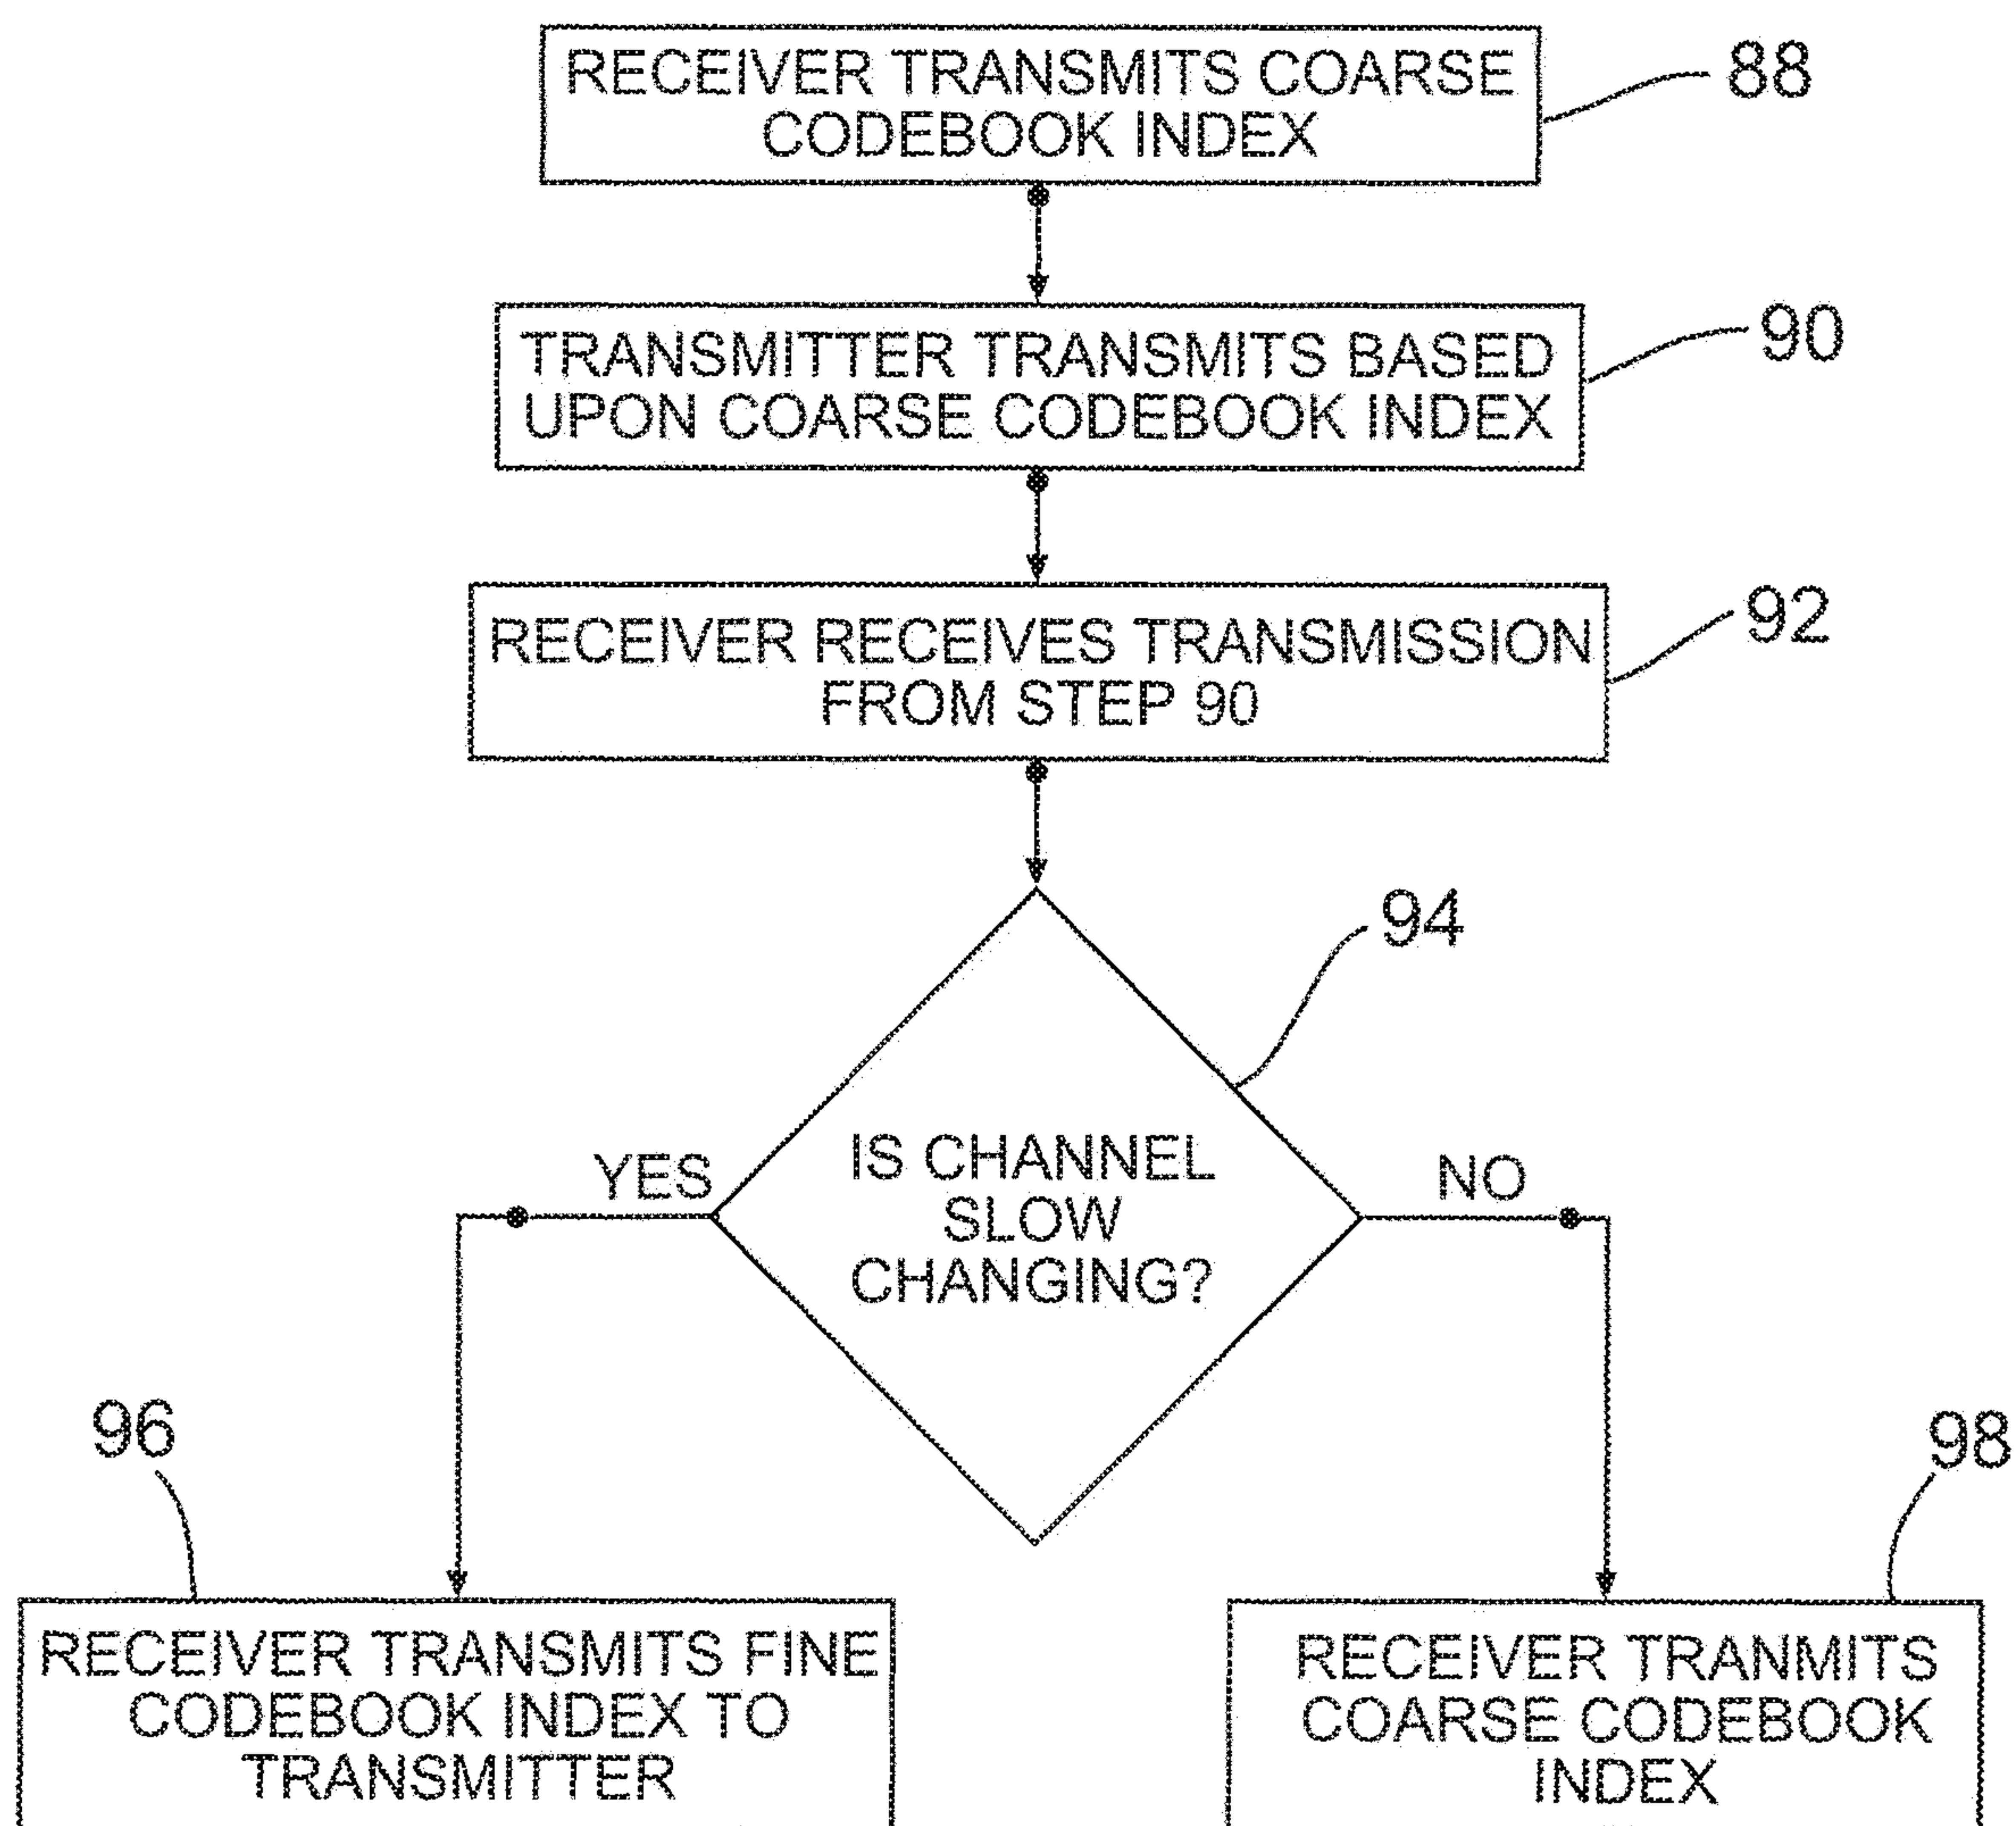 RECEIVER TRANSMITS COARSE
CODEBOOK INDEX
88
TRANSMITTER TRANSMITS BASED
UPON COARSE CODEBOOK INDEX
90
RECEIVER RECEIVES TRANSMISSION
FROM STEP 90
92
94
IS CHANNEL
SLOW
CHANGING?
YES
NO
96
98
RECEIVER TRANSMITS FINE
CODEBOOK INDEX TO
TRANSMITTER
RECEIVER TRANMITS
COARSE CODEBOOK
INDEX